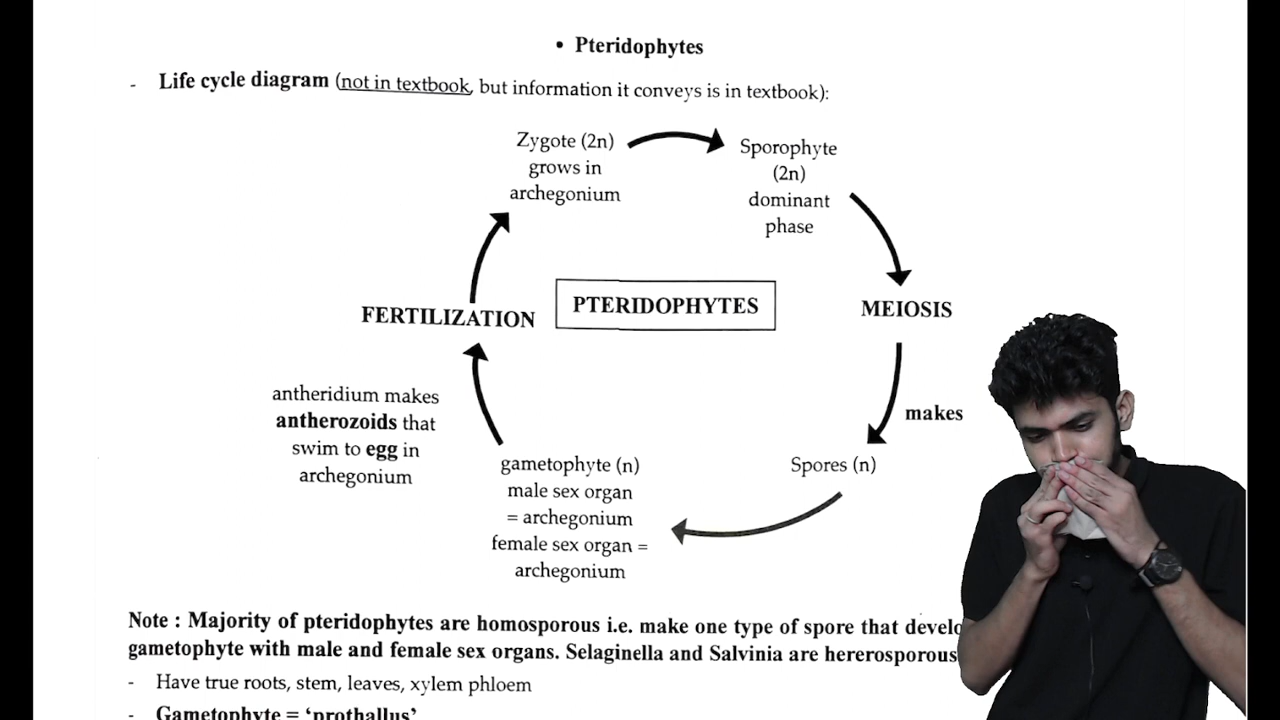 • Pteridophytes
- Life cycle diagram (not in textbook, but information it conveys is in textbook):
Zygote (2n)
grows in
archegonium
Sporophyte
(2n)
dominant
phase
FERTILIZATION
PTERIDOPHYTES
MEIOSIS
antheridium makes
antherozoids that
swim to egg in
archegonium
makes
gametophyte (n)
male sex organ
= archegonium
female sex organ =
archegonium
Spores (n)
Note : Majority of pteridophytes are homosporous i.e. make one type of spore that
gametophyte with male and female sex organs. Selaginella and Salvinia are hererosporous
- Have true roots, stem, leaves, xylem phloem
- Gametophyte = ‘prothallus’